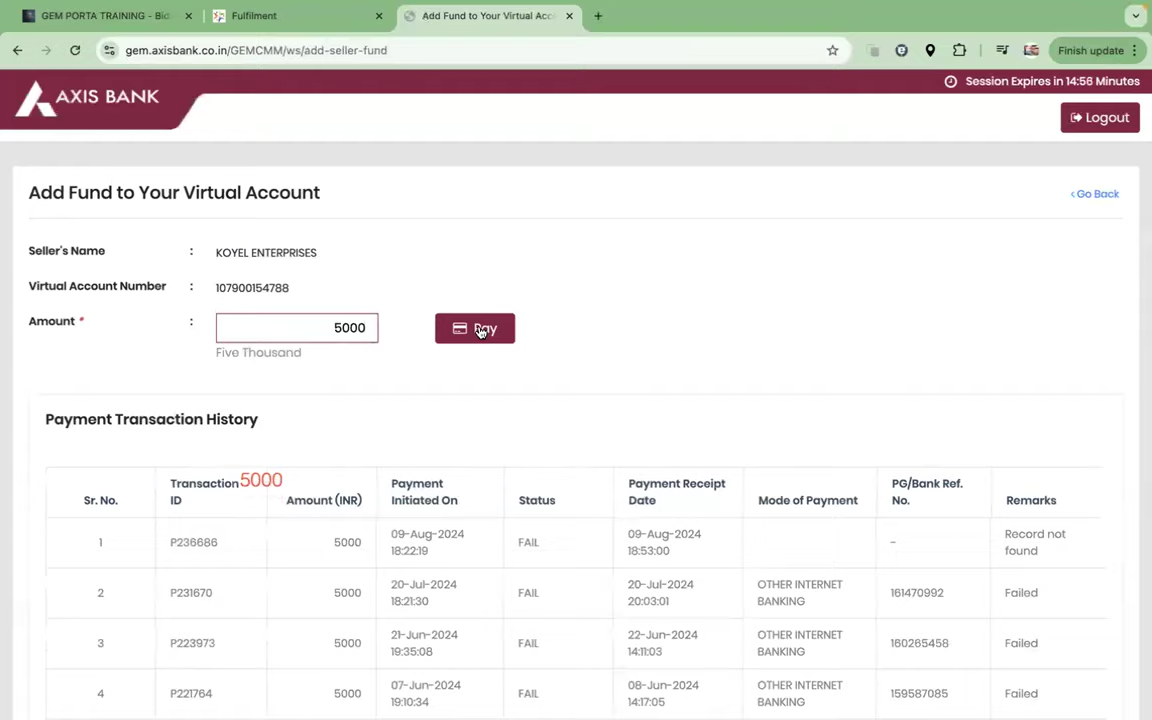 GEM PORTA TRAINING - Bid
Fulfilment
Add Fund to Your Virtual Acco
gem.axisbank.co.in/GEMCMM/ws/add-seller-fund
Finish update
Session Expires in 14:56 Minutes
AXIS BANK
Logout
Add Fund to Your Virtual Account
< Go Back
Seller's Name : KOYEL ENTERPRISES
Virtual Account Number : 107900154788
Amount * : 5000 Pay
Five Thousand
Payment Transaction History
5000
Sr. No. Transaction ID Amount (INR) Payment Initiated On Status Payment Receipt Date Mode of Payment PG/Bank Ref. No. Remarks
1 P236686 5000 09-Aug-2024 18:22:19 FAIL 09-Aug-2024 18:53:00 - Record not found
2 P231670 5000 20-Jul-2024 18:21:30 FAIL 20-Jul-2024 20:03:01 OTHER INTERNET BANKING 161470992 Failed
3 P223973 5000 21-Jun-2024 19:35:08 FAIL 22-Jun-2024 14:11:03 OTHER INTERNET BANKING 160265458 Failed
4 P221764 5000 07-Jun-2024 19:10:34 FAIL 08-Jun-2024 14:17:05 OTHER INTERNET BANKING 159587085 Failed